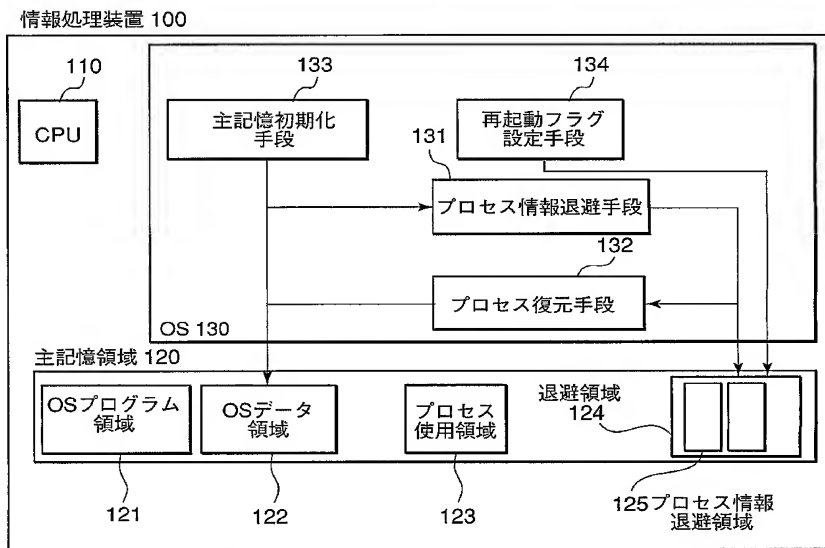 情報処理装置 100
110
CPU
133
主記憶初期化
手段
134
再起動フラグ
設定手段
131
プロセス情報退避手段
132
プロセス復元手段
OS 130
主記憶領域 120
OSプログラム
領域
OSデータ
領域
プロセス
使用領域
退避領域
124
121
122
123
125プロセス情報
退避領域